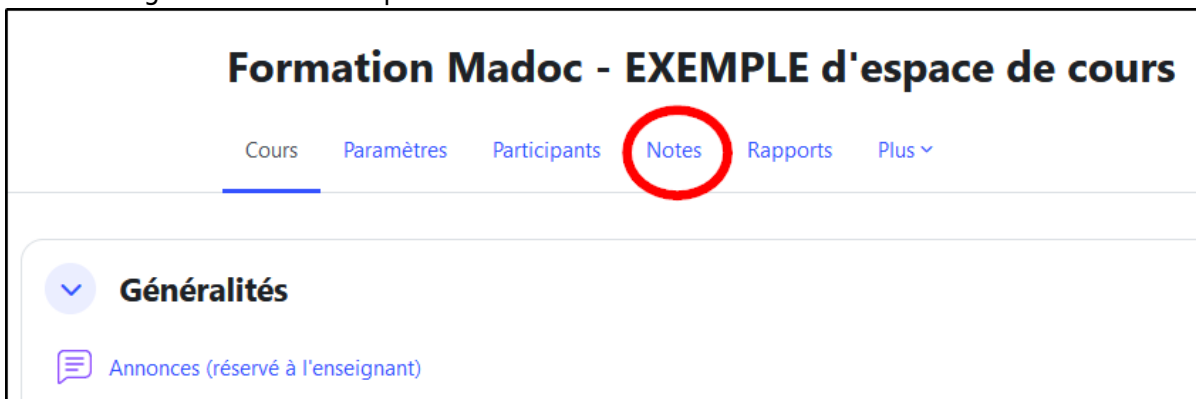 Formation Madoc - EXEMPLE d'espace de cours
Cours Paramètres Participants Notes Rapports Plus
Généralités
Annonces (réservé à l'enseignant)